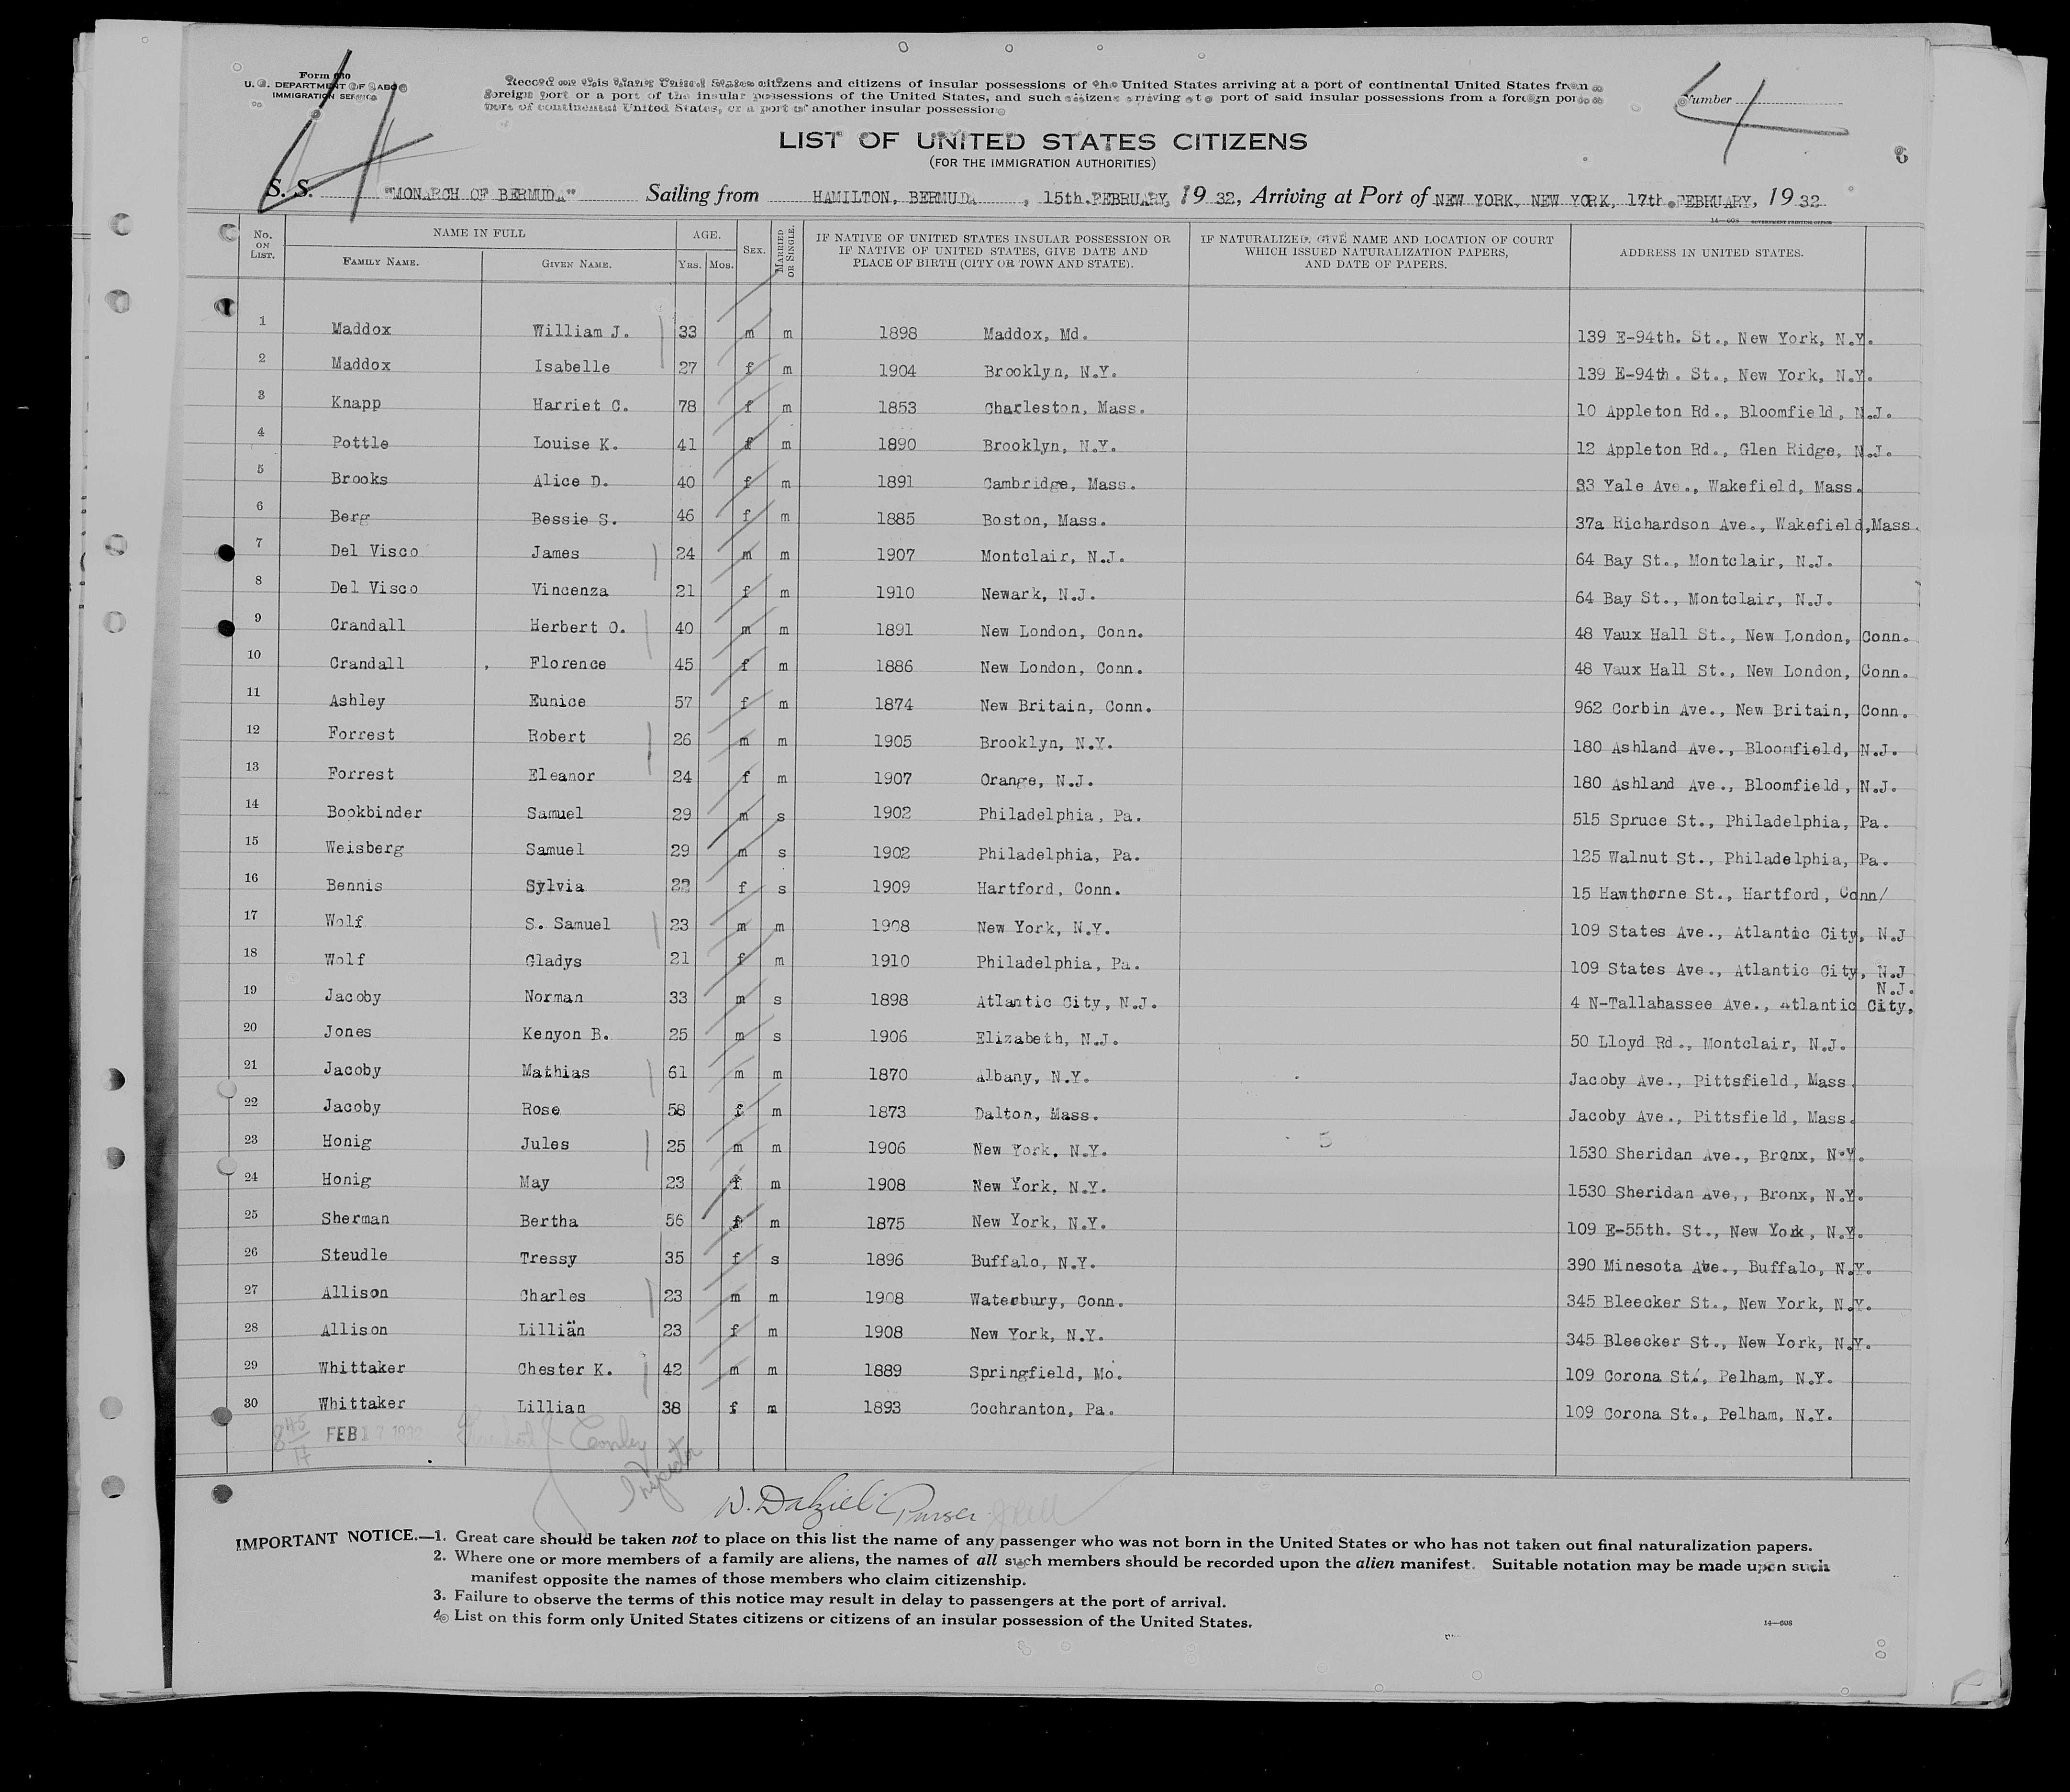 Form 630
U. S. DEPARTMENT OF LABOR
IMMIGRATION SERVICE
Record on this blank United States citizens and citizens of insular possessions of the United States arriving at a port of continental United States from
foreign port or a port of the insular possessions of the United States, and such citizens arriving at a port of said insular possessions from a foreign port
port of continental United States, or a port of another insular possession
Number
4
4
LIST OF UNITED STATES CITIZENS
(FOR THE IMMIGRATION AUTHORITIES)
6
S. S. "MONARCH OF BERMUDA" Sailing from HAMILTON, BERMUDA, 15th.FEBRUARY, 1932, Arriving at Port of NEW YORK, NEW YORK, 17th.FEBRUARY, 1932
14—608 GOVERNMENT PRINTING OFFICE
No. ON LIST. NAME IN FULL FAMILY NAME. GIVEN NAME. AGE. YRS. MOS. SEX. MARRIED OR SINGLE. IF NATIVE OF UNITED STATES INSULAR POSSESSION OR IF NATIVE OF UNITED STATES, GIVE DATE AND PLACE OF BIRTH (CITY OR TOWN AND STATE). IF NATURALIZED, GIVE NAME AND LOCATION OF COURT WHICH ISSUED NATURALIZATION PAPERS, AND DATE OF PAPERS. ADDRESS IN UNITED STATES.
1 Maddox William J. 33 m m 1898 Maddox, Md. 139 E-94th. St., New York, N.Y.
2 Maddox Isabelle 27 f m 1904 Brooklyn, N.Y. 139 E-94th. St., New York, N.Y.
3 Knapp Harriet C. 78 f m 1853 Charleston, Mass. 10 Appleton Rd., Bloomfield, N.J.
4 Pottle Louise K. 41 f m 1890 Brooklyn, N.Y. 12 Appleton Rd., Glen Ridge, N.J.
5 Brooks Alice D. 40 f m 1891 Cambridge, Mass. 33 Yale Ave., Wakefield, Mass.
6 Berg Bessie S. 46 f m 1885 Boston, Mass. 37a Richardson Ave., Wakefield,Mass.
7 Del Visco James 24 m m 1907 Montclair, N.J. 64 Bay St., Montclair, N.J.
8 Del Visco Vincenza 21 f m 1910 Newark, N.J. 64 Bay St., Montclair, N.J.
9 Crandall Herbert O. 40 m m 1891 New London, Conn. 48 Vaux Hall St., New London, Conn.
10 Crandall , Florence 45 f m 1886 New London, Conn. 48 Vaux Hall St., New London, Conn.
11 Ashley Eunice 57 f m 1874 New Britain, Conn. 962 Corbin Ave., New Britain, Conn.
12 Forrest Robert 26 m m 1905 Brooklyn, N.Y. 180 Ashland Ave., Bloomfield, N.J.
13 Forrest Eleanor 24 f m 1907 Orange, N.J. 180 Ashland Ave., Bloomfield, N.J.
14 Bookbinder Samuel 29 m s 1902 Philadelphia, Pa. 515 Spruce St., Philadelphia, Pa.
15 Weisberg Samuel 29 m s 1902 Philadelphia, Pa. 125 Walnut St., Philadelphia, Pa.
16 Bennis Sylvia 22 f s 1909 Hartford, Conn. 15 Hawthorne St., Hartford, Conn/
17 Wolf S. Samuel 23 m m 1908 New York, N.Y. 109 States Ave., Atlantic City, N.J
18 Wolf Gladys 21 f m 1910 Philadelphia, Pa. 109 States Ave., Atlantic City, N.J
19 Jacoby Norman 33 m s 1898 Atlantic City, N.J. 4 N-Tallahassee Ave., Atlantic City, N.J.
20 Jones Kenyon B. 25 m s 1906 Elizabeth, N.J. 50 Lloyd Rd., Montclair, N.J.
21 Jacoby Mathias 61 m m 1870 Albany, N.Y. Jacoby Ave., Pittsfield, Mass.
22 Jacoby Rose 58 f m 1873 Dalton, Mass. Jacoby Ave., Pittsfield, Mass.
23 Honig Jules 25 m m 1906 New York, N.Y. 5 1530 Sheridan Ave., Bronx, N.Y.
24 Honig May 23 f m 1908 New York, N.Y. 1530 Sheridan Ave,, Bronx, N.Y.
25 Sherman Bertha 56 f m 1875 New York, N.Y. 109 E-55th. St., New York, N.Y.
26 Steudle Tressy 35 f s 1896 Buffalo, N.Y. 390 Minesota Ave., Buffalo, N.Y.
27 Allison Charles 23 m m 1908 Waterbury, Conn. 345 Bleecker St., New York, N.Y.
28 Allison Lillian 23 f m 1908 New York, N.Y. 345 Bleecker St., New York, N.Y.
29 Whittaker Chester K. 42 m m 1889 Springfield, Mo. 109 Corona St., Pelham, N.Y.
30 Whittaker Lillian 38 f m 1893 Cochranton, Pa. 109 Corona St., Pelham, N.Y.
FEB 17 1932
Inspector
W. Dalziel Purser
IMPORTANT NOTICE.—1. Great care should be taken not to place on this list the name of any passenger who was not born in the United States or who has not taken out final naturalization papers.
2. Where one or more members of a family are aliens, the names of all such members should be recorded upon the alien manifest. Suitable notation may be made upon such
manifest opposite the names of those members who claim citizenship.
3. Failure to observe the terms of this notice may result in delay to passengers at the port of arrival.
4. List on this form only United States citizens or citizens of an insular possession of the United States.
14—608